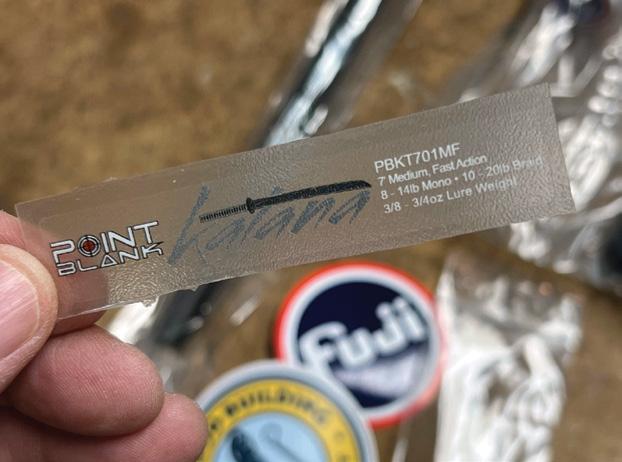 POINT
BLANK
Katana
PBKT701MF
7' Medium, Fast Action
8 - 14lb Mono • 10 - 20lb Braid
3/8 - 3/4oz Lure Weight
Fuji
BUILDING